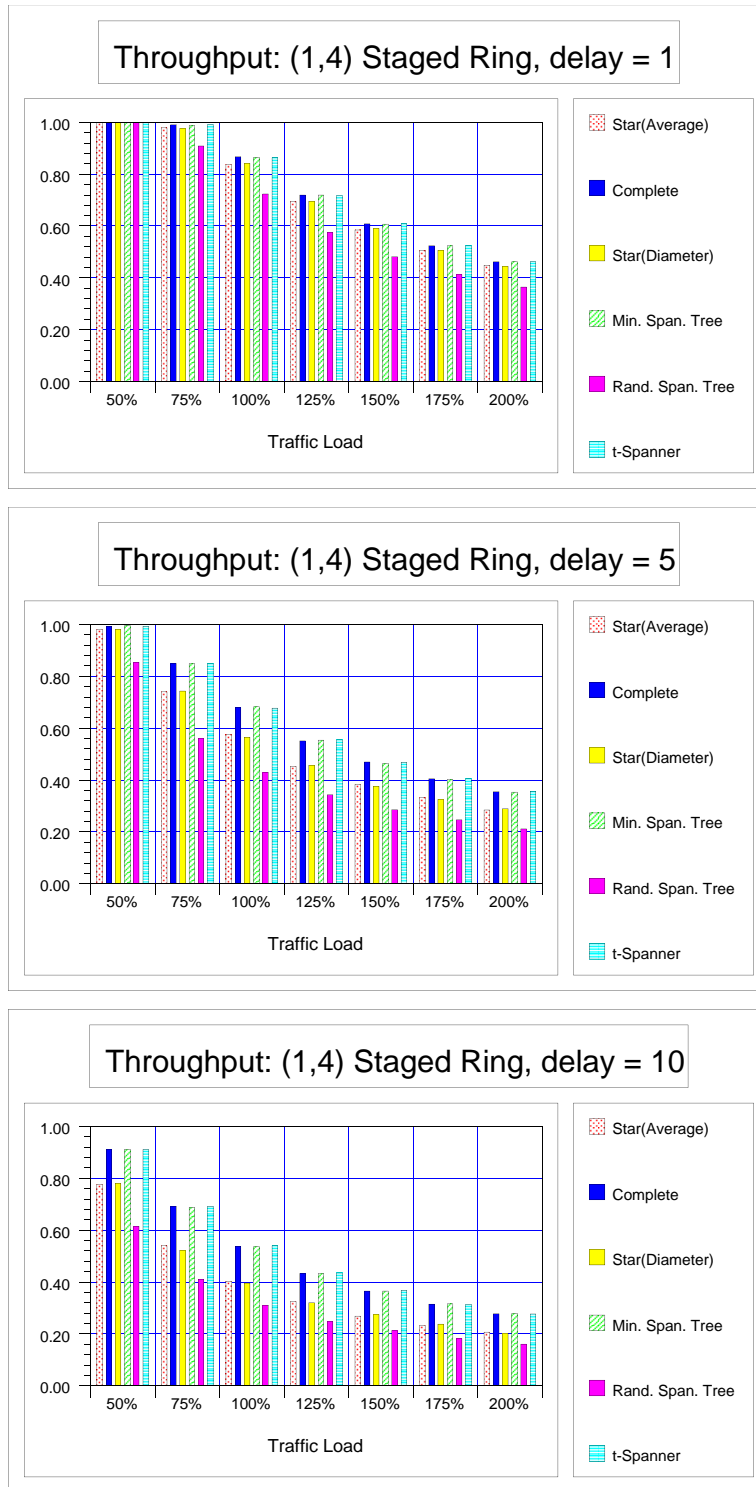 Throughput: (1,4) Staged Ring, delay = 1
1.00
0.80
0.60
0.40
0.20
0.00
50% 75% 100% 125% 150% 175% 200%
Traffic Load
Star(Average)
Complete
Star(Diameter)
Min. Span. Tree
Rand. Span. Tree
t-Spanner
Throughput: (1,4) Staged Ring, delay = 5
1.00
0.80
0.60
0.40
0.20
0.00
50% 75% 100% 125% 150% 175% 200%
Traffic Load
Star(Average)
Complete
Star(Diameter)
Min. Span. Tree
Rand. Span. Tree
t-Spanner
Throughput: (1,4) Staged Ring, delay = 10
1.00
0.80
0.60
0.40
0.20
0.00
50% 75% 100% 125% 150% 175% 200%
Traffic Load
Star(Average)
Complete
Star(Diameter)
Min. Span. Tree
Rand. Span. Tree
t-Spanner